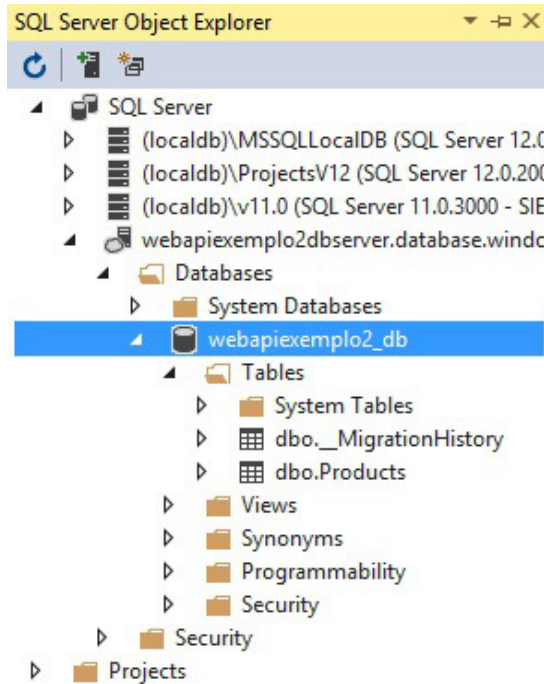 SQL Server Object Explorer
SQL Server
(localdb)\MSSQLLocalDB (SQL Server 12.0
(localdb)\ProjectsV12 (SQL Server 12.0.200
(localdb)\v11.0 (SQL Server 11.0.3000 - SIE
webapiexemplo2dbserver.database.windo
Databases
System Databases
webapiexemplo2_db
Tables
System Tables
dbo.__MigrationHistory
dbo.Products
Views
Synonyms
Programmability
Security
Security
Projects